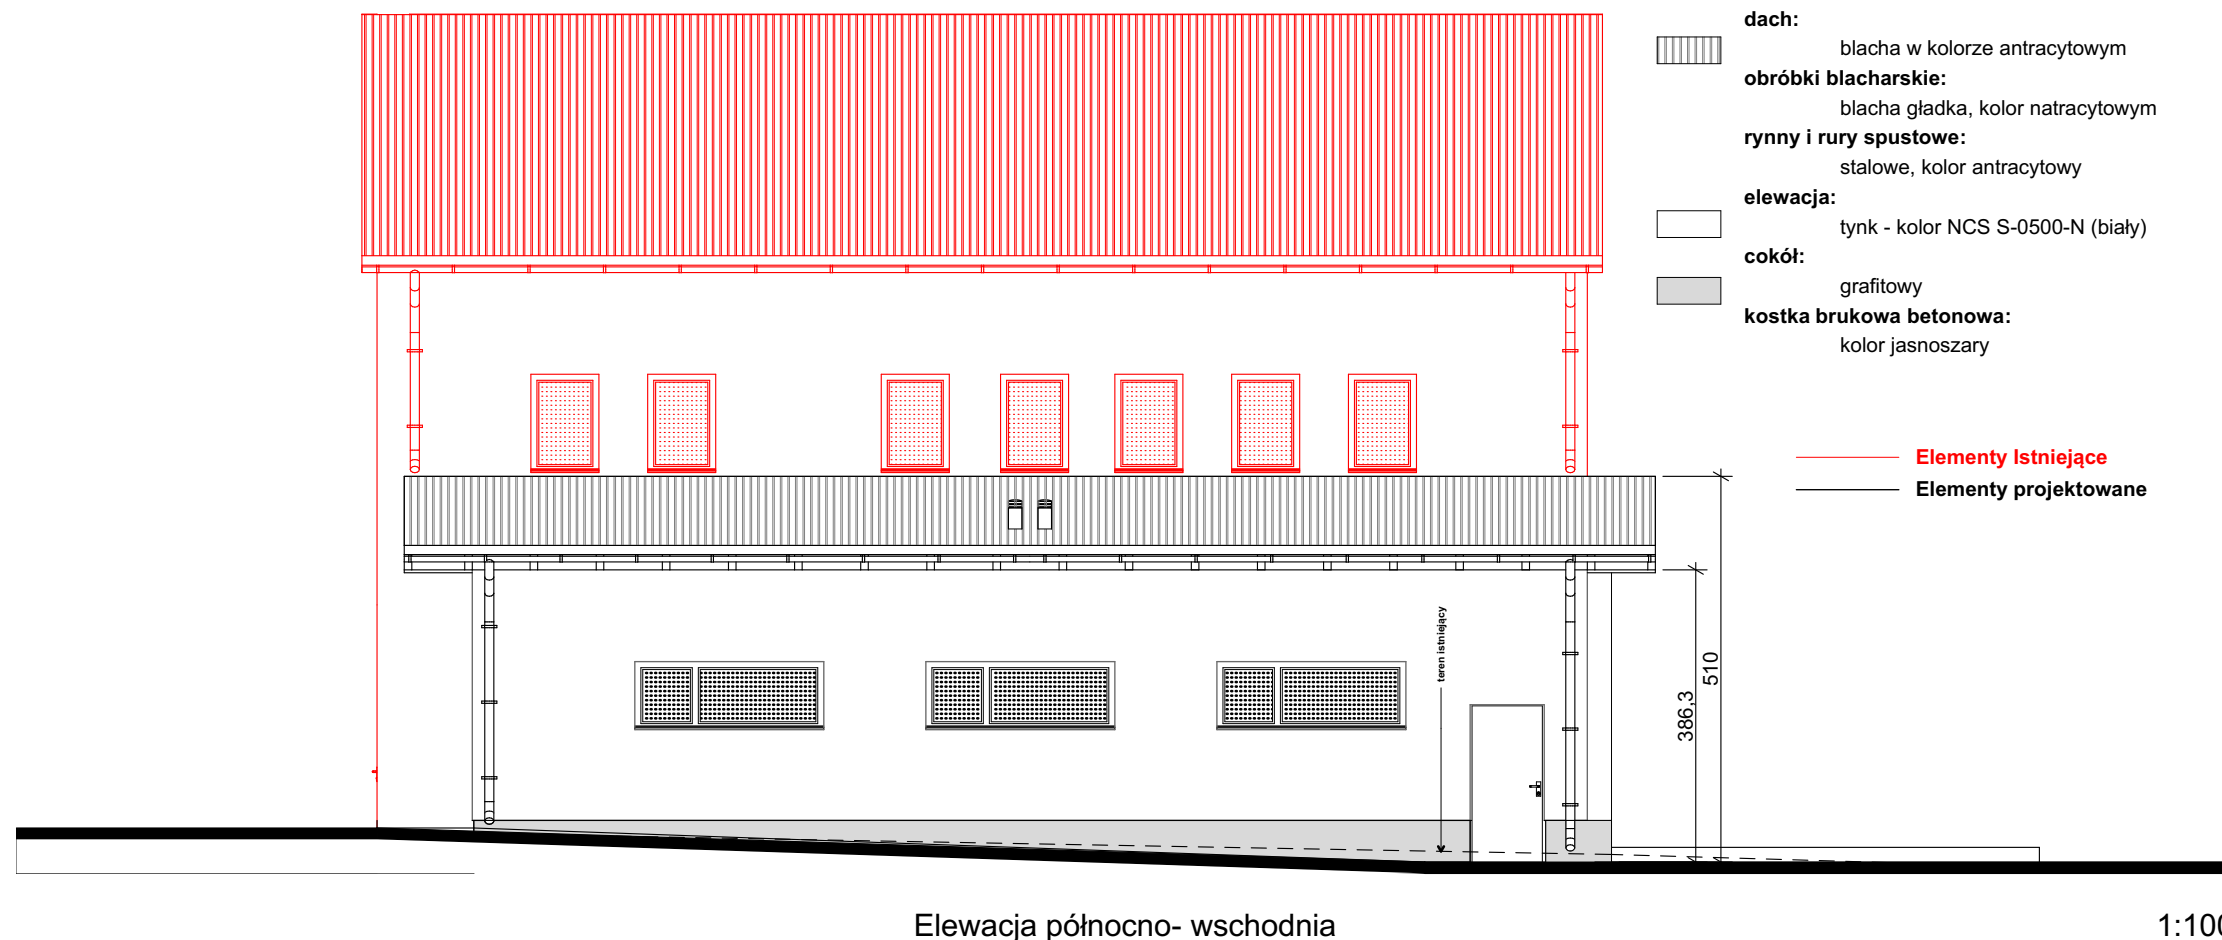 dach:
blacha w kolorze antracytowym
obróbki blacharskie:
blacha gładka, kolor natracytowym
rynny i rury spustowe:
stalowe, kolor antracytowy
elewacja:
tynk - kolor NCS S-0500-N (biały)
cokół:
grafitowy
kostka brukowa betonowa:
kolor jasnoszary
Elementy Istniejące
Elementy projektowane
teren istniejący
386,3
510
Elewacja północno- wschodnia
1:100